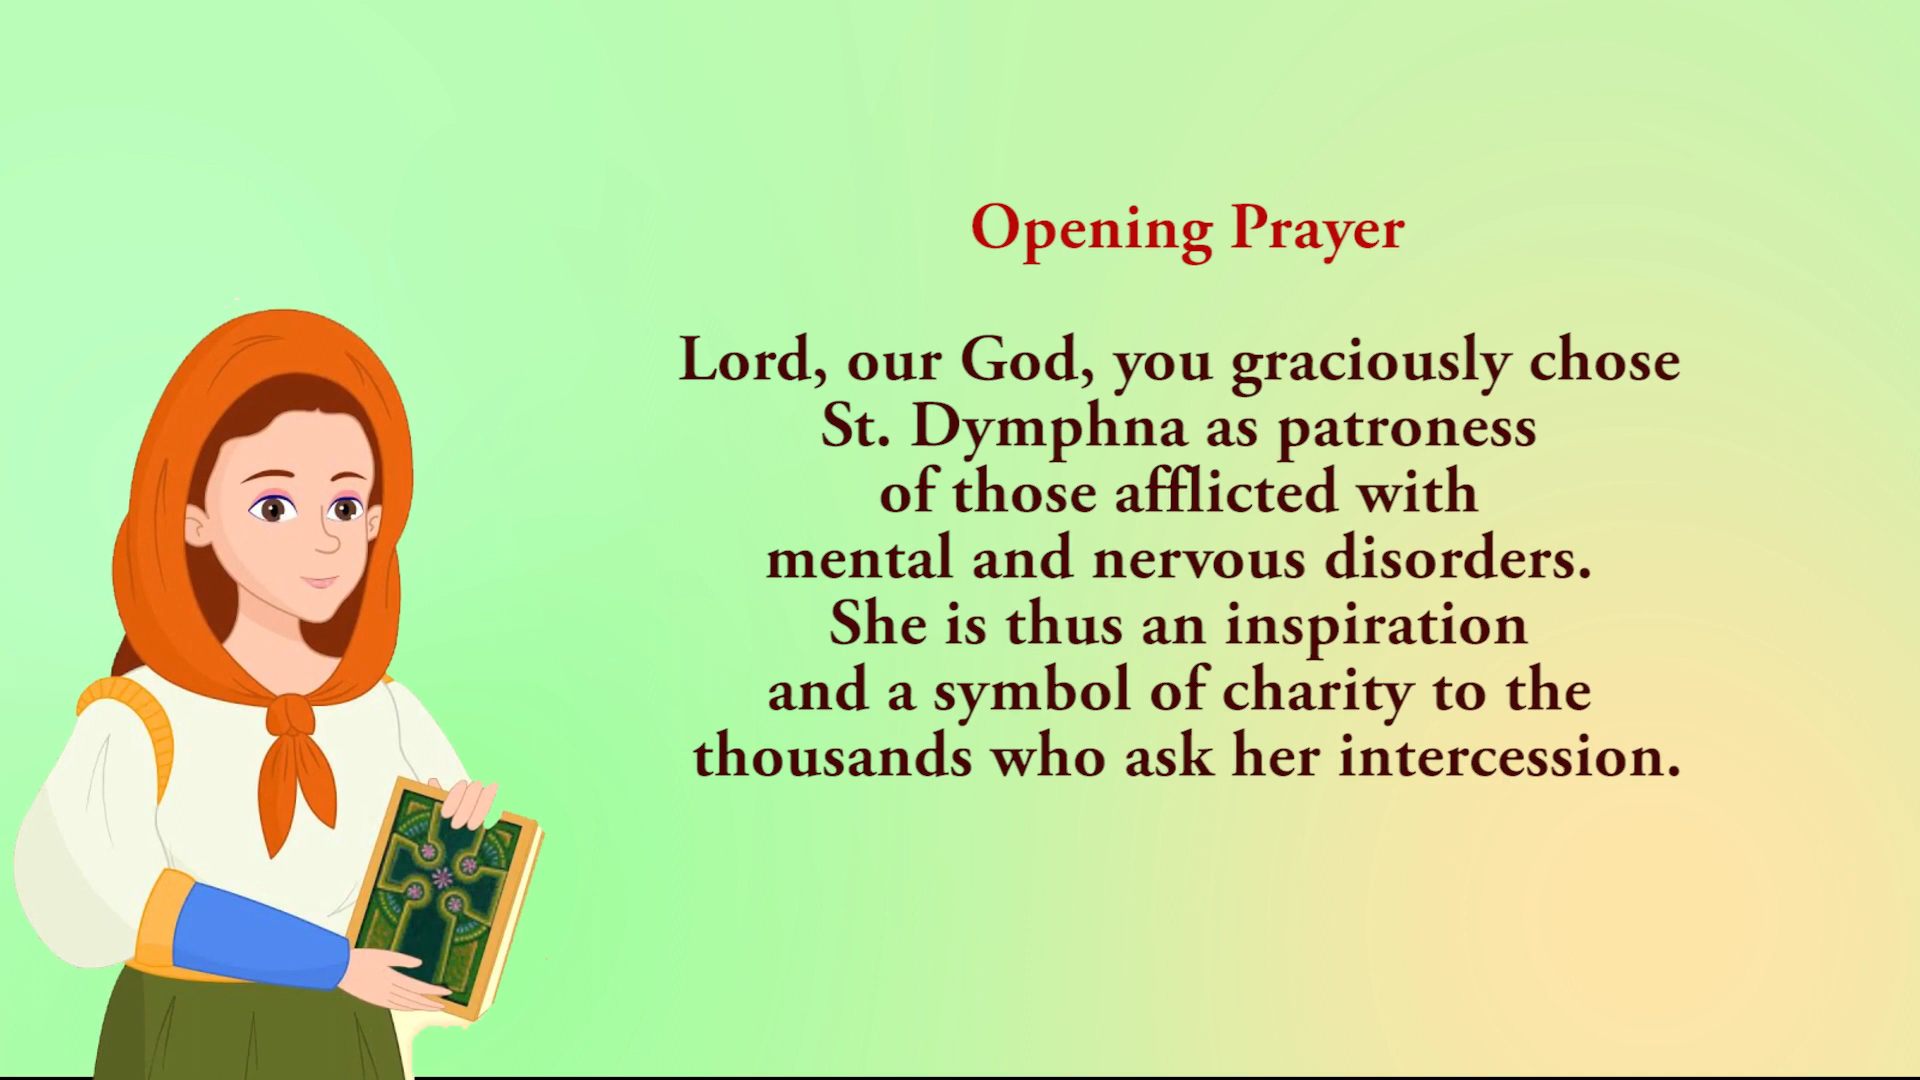 Opening Prayer
Lord, our God, you graciously chose
St. Dymphna as patroness
of those afflicted with
mental and nervous disorders.
She is thus an inspiration
and a symbol of charity to the
thousands who ask her intercession.